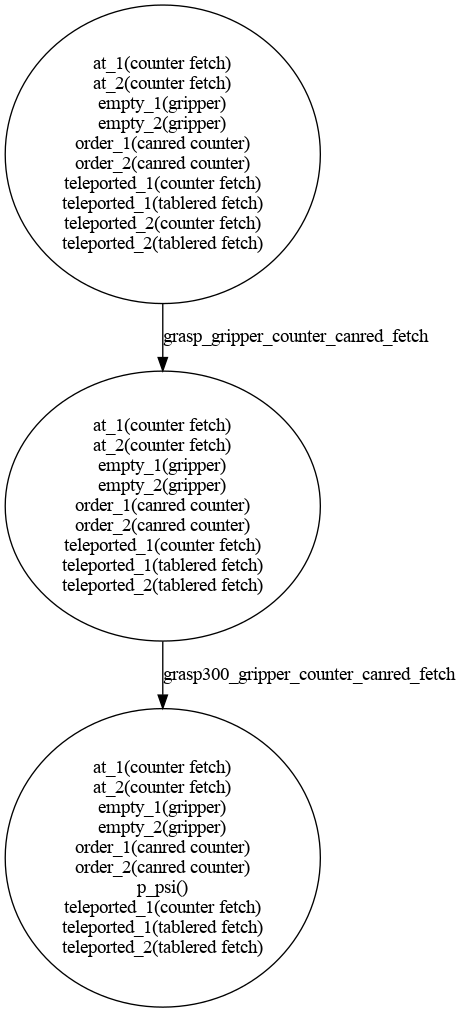 at_1(counter fetch)
at_2(counter fetch)
empty_1(gripper)
empty_2(gripper)
order_1(canred counter)
order_2(canred counter)
teleported_1(counter fetch)
teleported_1(tablered fetch)
teleported_2(counter fetch)
teleported_2(tablered fetch)
grasp_gripper_counter_canred_fetch
at_1(counter fetch)
at_2(counter fetch)
empty_1(gripper)
empty_2(gripper)
order_1(canred counter)
order_2(canred counter)
teleported_1(counter fetch)
teleported_1(tablered fetch)
teleported_2(tablered fetch)
grasp300_gripper_counter_canred_fetch
at_1(counter fetch)
at_2(counter fetch)
empty_1(gripper)
empty_2(gripper)
order_1(canred counter)
order_2(canred counter)
p_psi()
teleported_1(counter fetch)
teleported_1(tablered fetch)
teleported_2(tablered fetch)